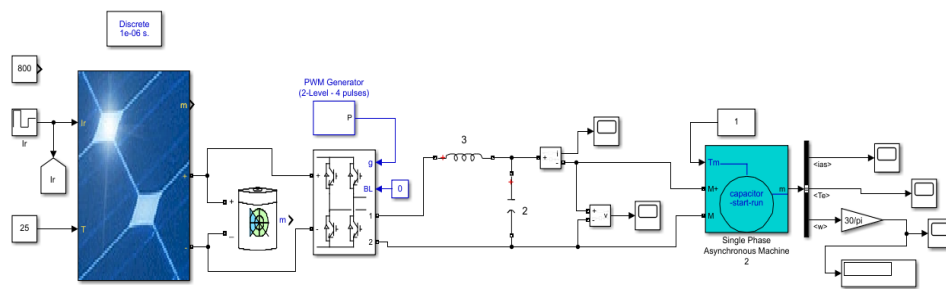 Discrete
1e-06 s.
800
Ir
Ir
25
Ir
T
m
+
-
+
–
m
PWM Generator
(2-Level - 4 pulses)
P
g
BL
+
-
1
2
0
3
2
+
-
i
+
-
v
1
Tm
M+
M
m
capacitor
-start-run
Single Phase
Asynchronous Machine
2
<ias>
<Te>
<w>
30/pi